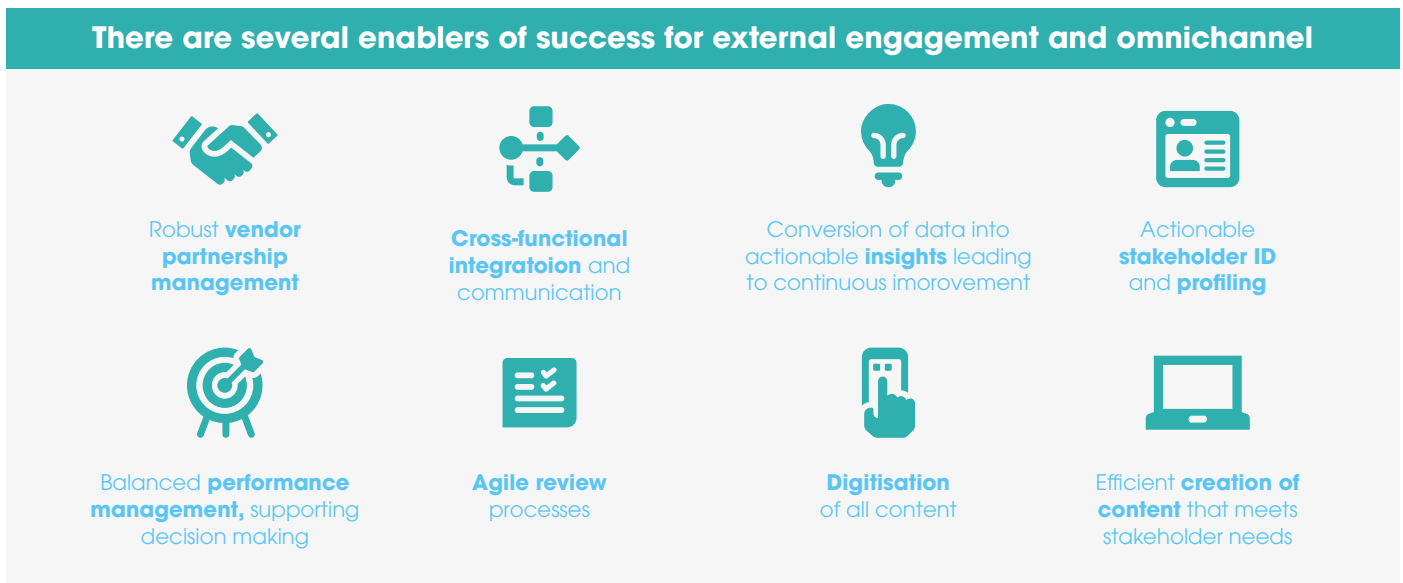 There are several enablers of success for external engagement and omnichannel
Robust vendor
partnership
management
Cross-functional
integratoion and
communication
Conversion of data into
actionable insights leading
to continuous imorovement
Actionable
stakeholder ID
and profiling
Balanced performance
management, supporting
decision making
Agile review
processes
Digitisation
of all content
Efficient creation of
content that meets
stakeholder needs